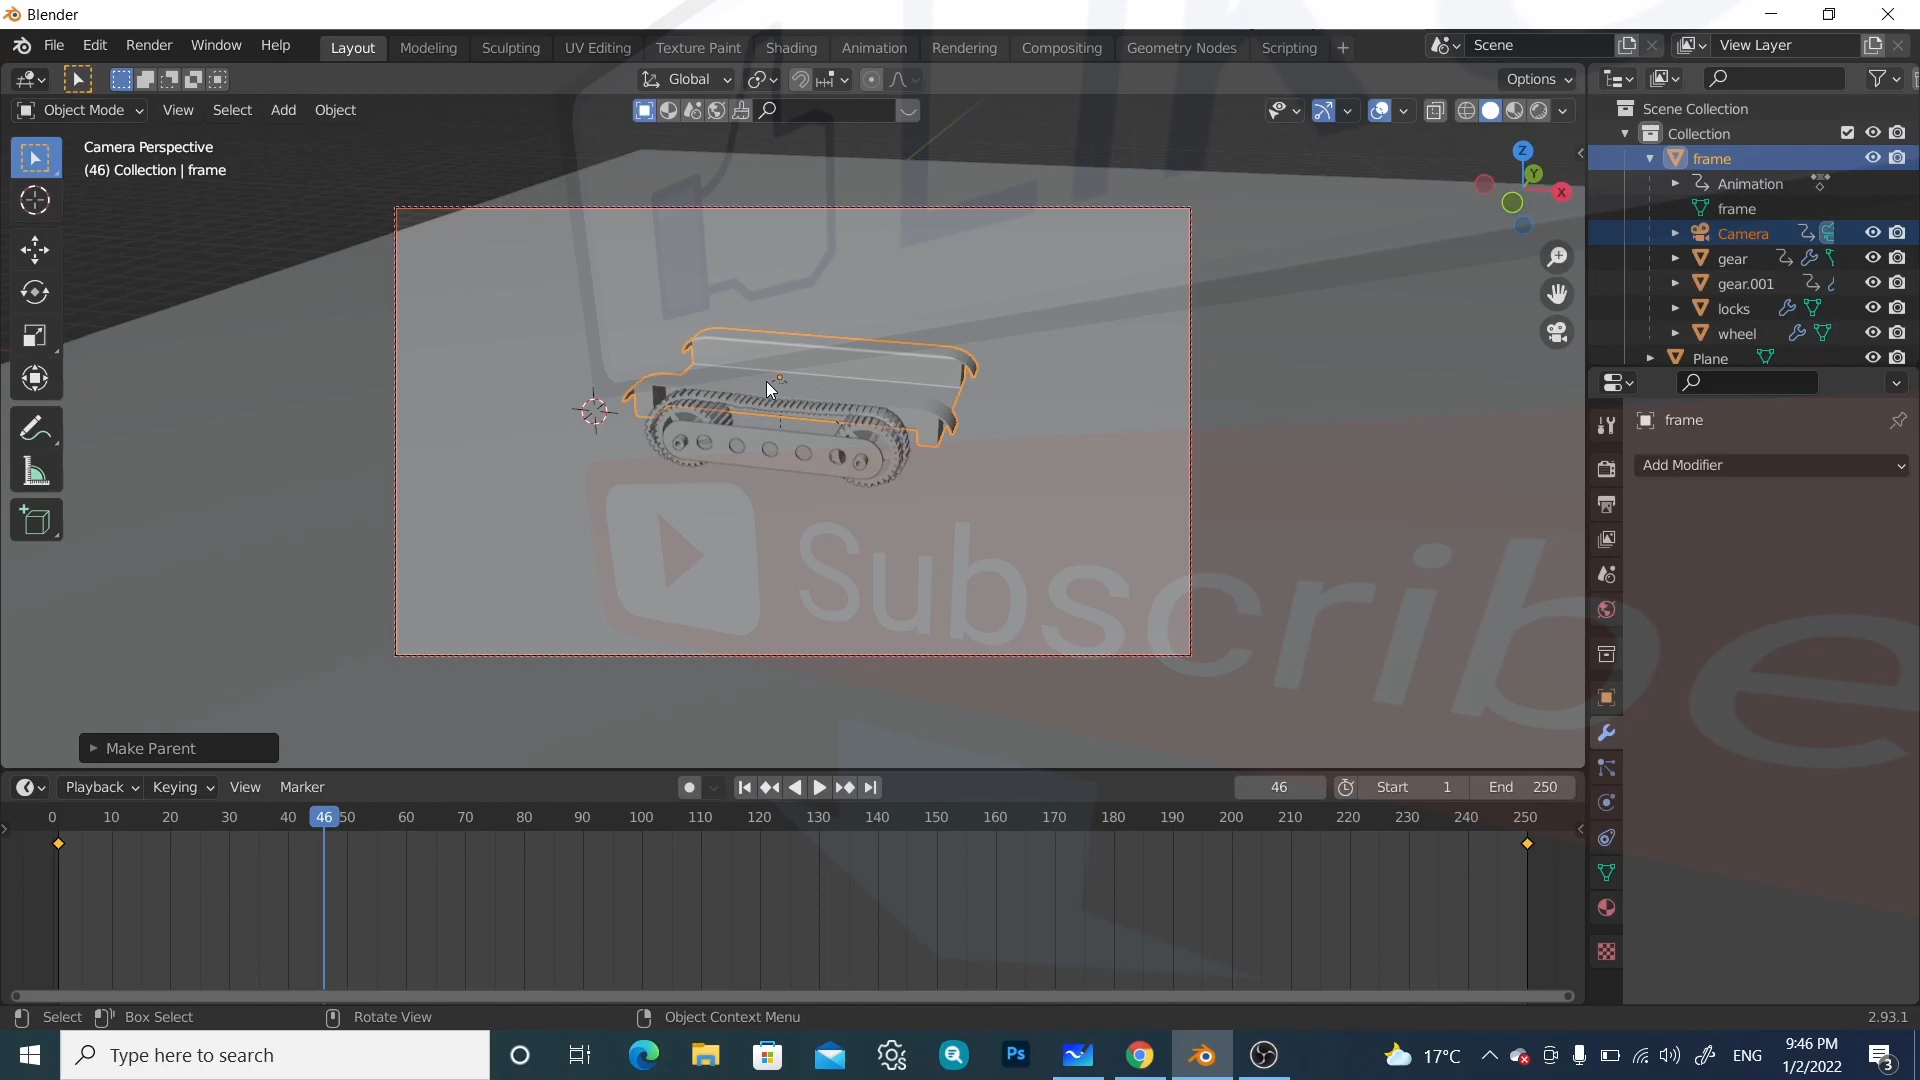 Blender
File Edit Render Window Help
Layout Modeling Sculpting UV Editing Texture Paint Shading Animation Rendering Compositing Geometry Nodes Scripting
Scene
View Layer
Global
Options
Object Mode View Select Add Object
Camera Perspective
(46) Collection | frame
Z
Y
X
Scene Collection
Collection
frame
Animation
frame
Camera
gear
gear.001
locks
wheel
Plane
frame
Add Modifier
Subscribe
Make Parent
Playback Keying View Marker
46 Start 1 End 250
0 10 20 30 40 46 50 60 70 80 90 100 110 120 130 140 150 160 170 180 190 200 210 220 230 240 250
Select Box Select Rotate View Object Context Menu 2.93.1
Type here to search
Ps
17°C
ENG
9:46 PM
1/2/2022
3